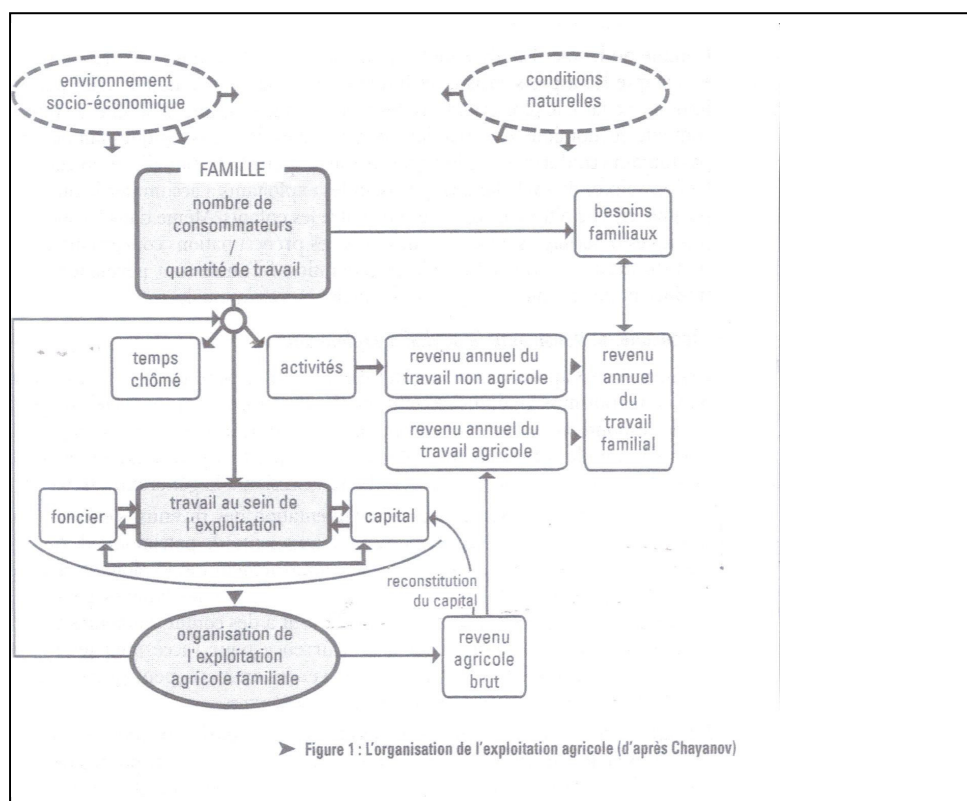 environnement
socio-économique
conditions
naturelles
FAMILLE
nombre de
consommateurs
/
quantité de travail
besoins
familiaux
temps
chômé
activités
revenu annuel du
travail non agricole
revenu annuel du
travail agricole
revenu
annuel
du
travail
familial
foncier
travail au sein de
l'exploitation
capital
reconstitution
du capital
organisation de
l'exploitation
agricole familiale
revenu
agricole
brut
➤ Figure 1 : L'organisation de l'exploitation agricole (d'après Chayanov)